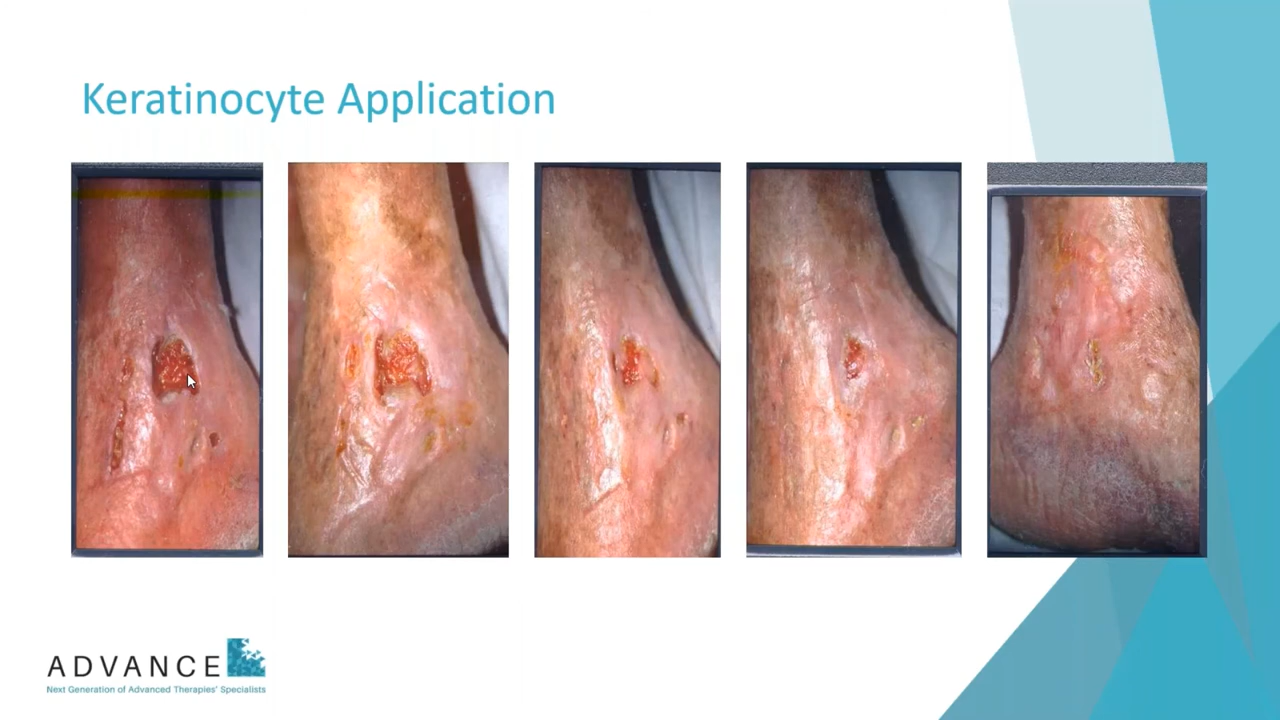 Keratinocyte Application
ADVANCE
Next Generation of Advanced Therapies' Specialists